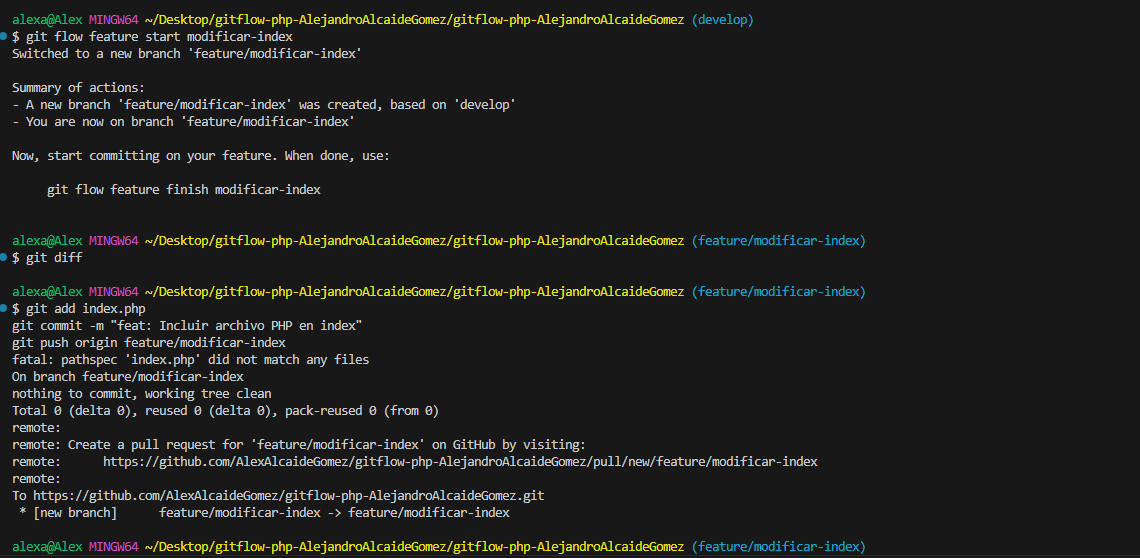 alexa@Alex MINGW64 ~/Desktop/gitflow-php-AlejandroAlcaideGomez/gitflow-php-AlejandroAlcaideGomez (develop)
$ git flow feature start modificar-index
Switched to a new branch 'feature/modificar-index'
Summary of actions:
- A new branch 'feature/modificar-index' was created, based on 'develop'
- You are now on branch 'feature/modificar-index'
Now, start committing on your feature. When done, use:
git flow feature finish modificar-index
alexa@Alex MINGW64 ~/Desktop/gitflow-php-AlejandroAlcaideGomez/gitflow-php-AlejandroAlcaideGomez (feature/modificar-index)
$ git diff
alexa@Alex MINGW64 ~/Desktop/gitflow-php-AlejandroAlcaideGomez/gitflow-php-AlejandroAlcaideGomez (feature/modificar-index)
$ git add index.php
git commit -m "feat: Incluir archivo PHP en index"
git push origin feature/modificar-index
fatal: pathspec 'index.php' did not match any files
On branch feature/modificar-index
nothing to commit, working tree clean
Total 0 (delta 0), reused 0 (delta 0), pack-reused 0 (from 0)
remote:
remote: Create a pull request for 'feature/modificar-index' on GitHub by visiting:
remote:      https://github.com/AlexAlcaideGomez/gitflow-php-AlejandroAlcaideGomez/pull/new/feature/modificar-index
remote:
To https://github.com/AlexAlcaideGomez/gitflow-php-AlejandroAlcaideGomez.git
* [new branch]      feature/modificar-index -> feature/modificar-index
alexa@Alex MINGW64 ~/Desktop/gitflow-php-AlejandroAlcaideGomez/gitflow-php-AlejandroAlcaideGomez (feature/modificar-index)